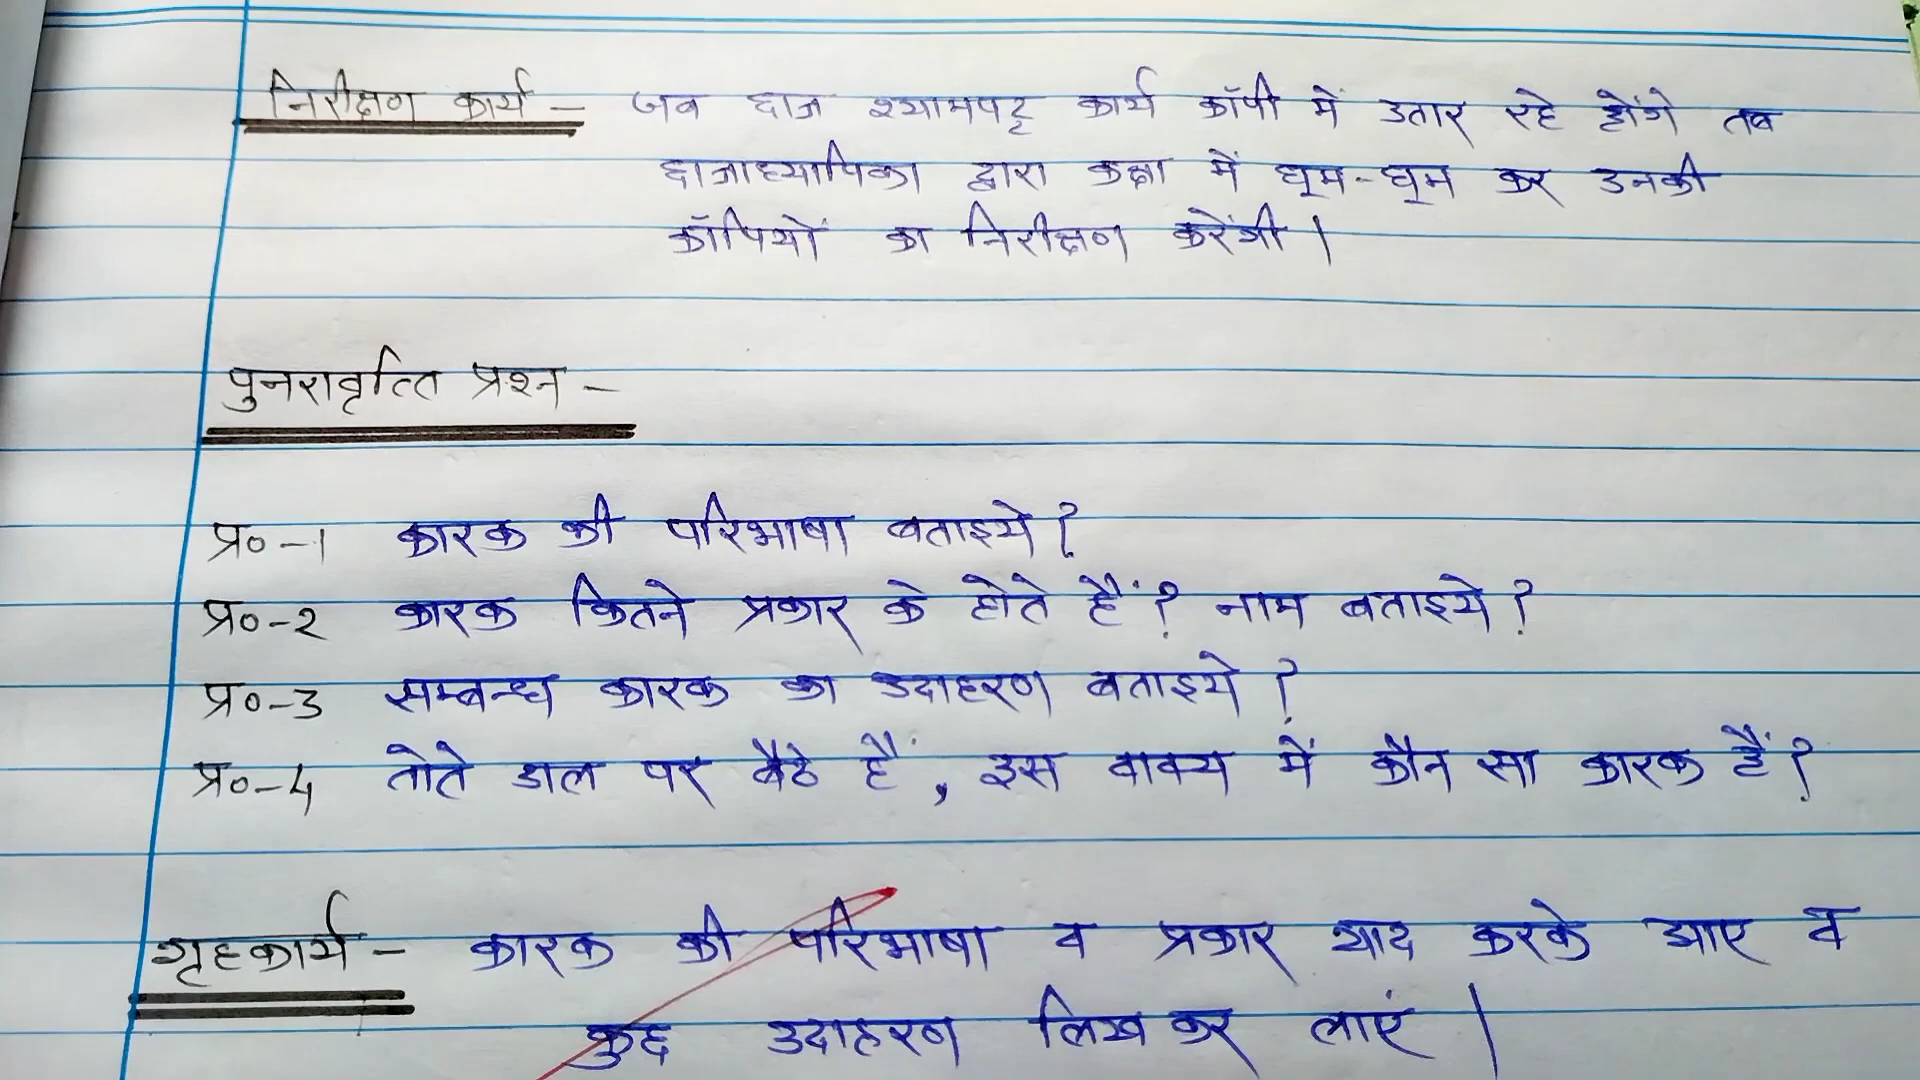 निरीक्षण कार्य - जब छात्र श्यामपट्ट कार्य कॉपी में उतार रहे होंगे तब
छात्राध्यापिका द्वारा कक्षा में घूम-घूम कर उनकी
कॉपियों का निरीक्षण करेंगी।
पुनरावृत्ति प्रश्न -
प्र०-1 कारक की परिभाषा बताइये?
प्र०-2 कारक कितने प्रकार के होते हैं? नाम बताइये?
प्र०-3 सम्बन्ध कारक का उदाहरण बताइये?
प्र०-4 तोते डाल पर बैठे हैं, इस वाक्य में कौन सा कारक हैं?
गृहकार्य - कारक की परिभाषा व प्रकार याद करके आए व
कुछ उदाहरण लिख कर लाएं।